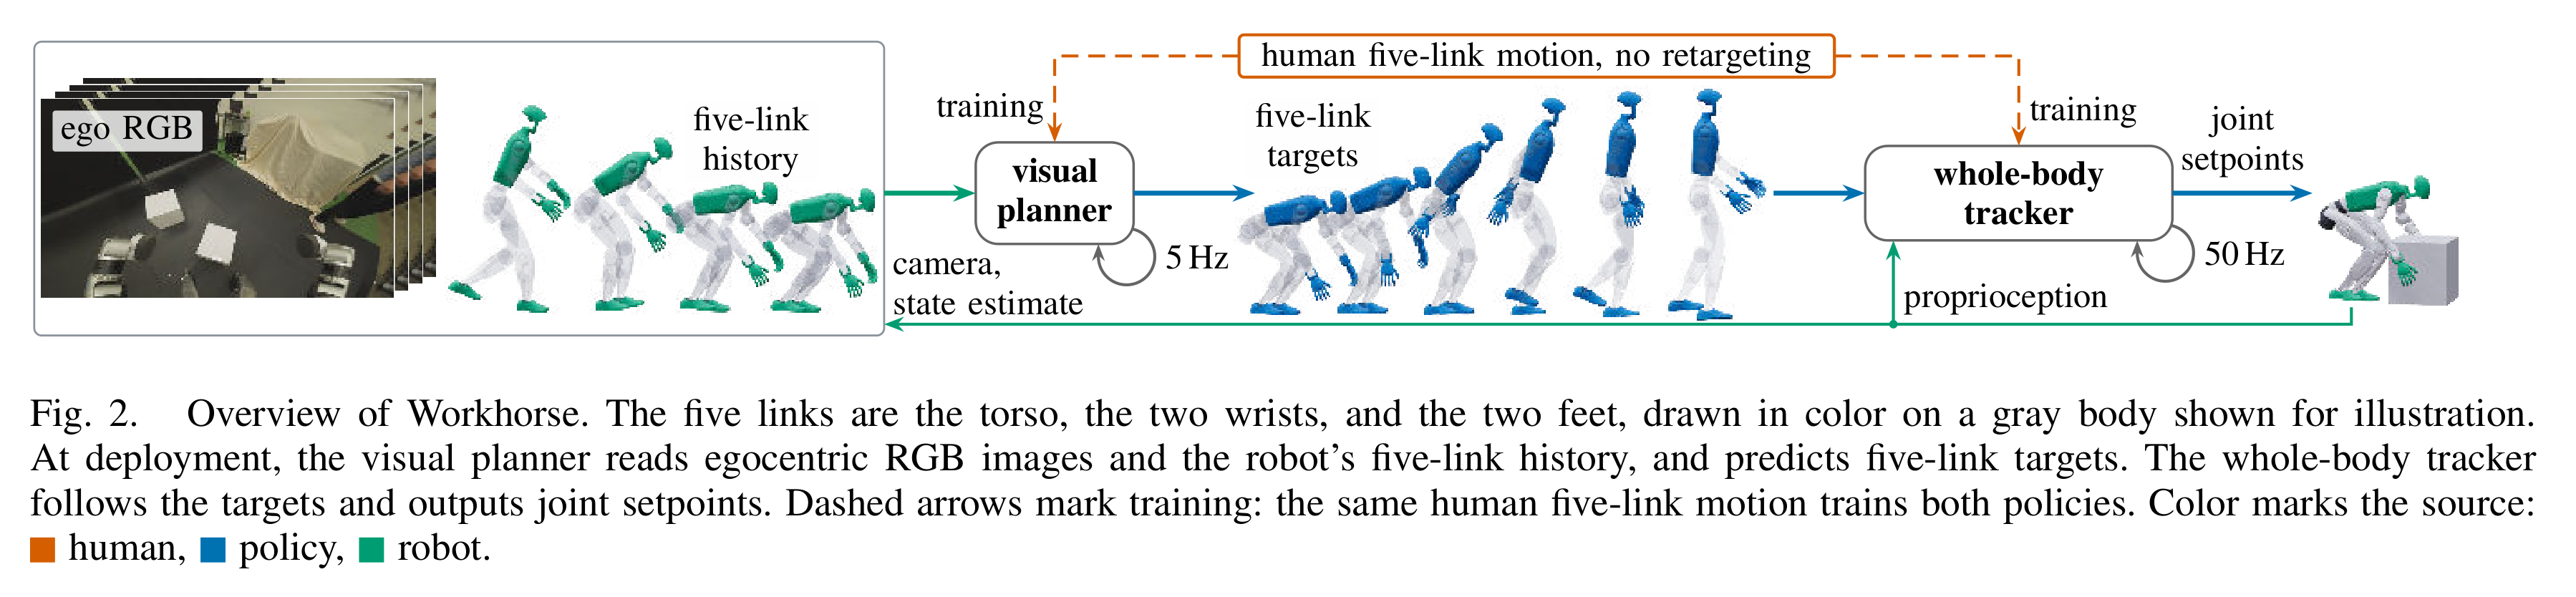 human five-link motion, no retargeting
ego RGB
five-link
history
training
visual
planner
5 Hz
camera,
state estimate
five-link
targets
training
whole-body
tracker
50 Hz
proprioception
joint
setpoints
Fig. 2. Overview of Workhorse. The five links are the torso, the two wrists, and the two feet, drawn in color on a gray body shown for illustration.
At deployment, the visual planner reads egocentric RGB images and the robot's five-link history, and predicts five-link targets. The whole-body tracker
follows the targets and outputs joint setpoints. Dashed arrows mark training: the same human five-link motion trains both policies. Color marks the source:
human, policy, robot.